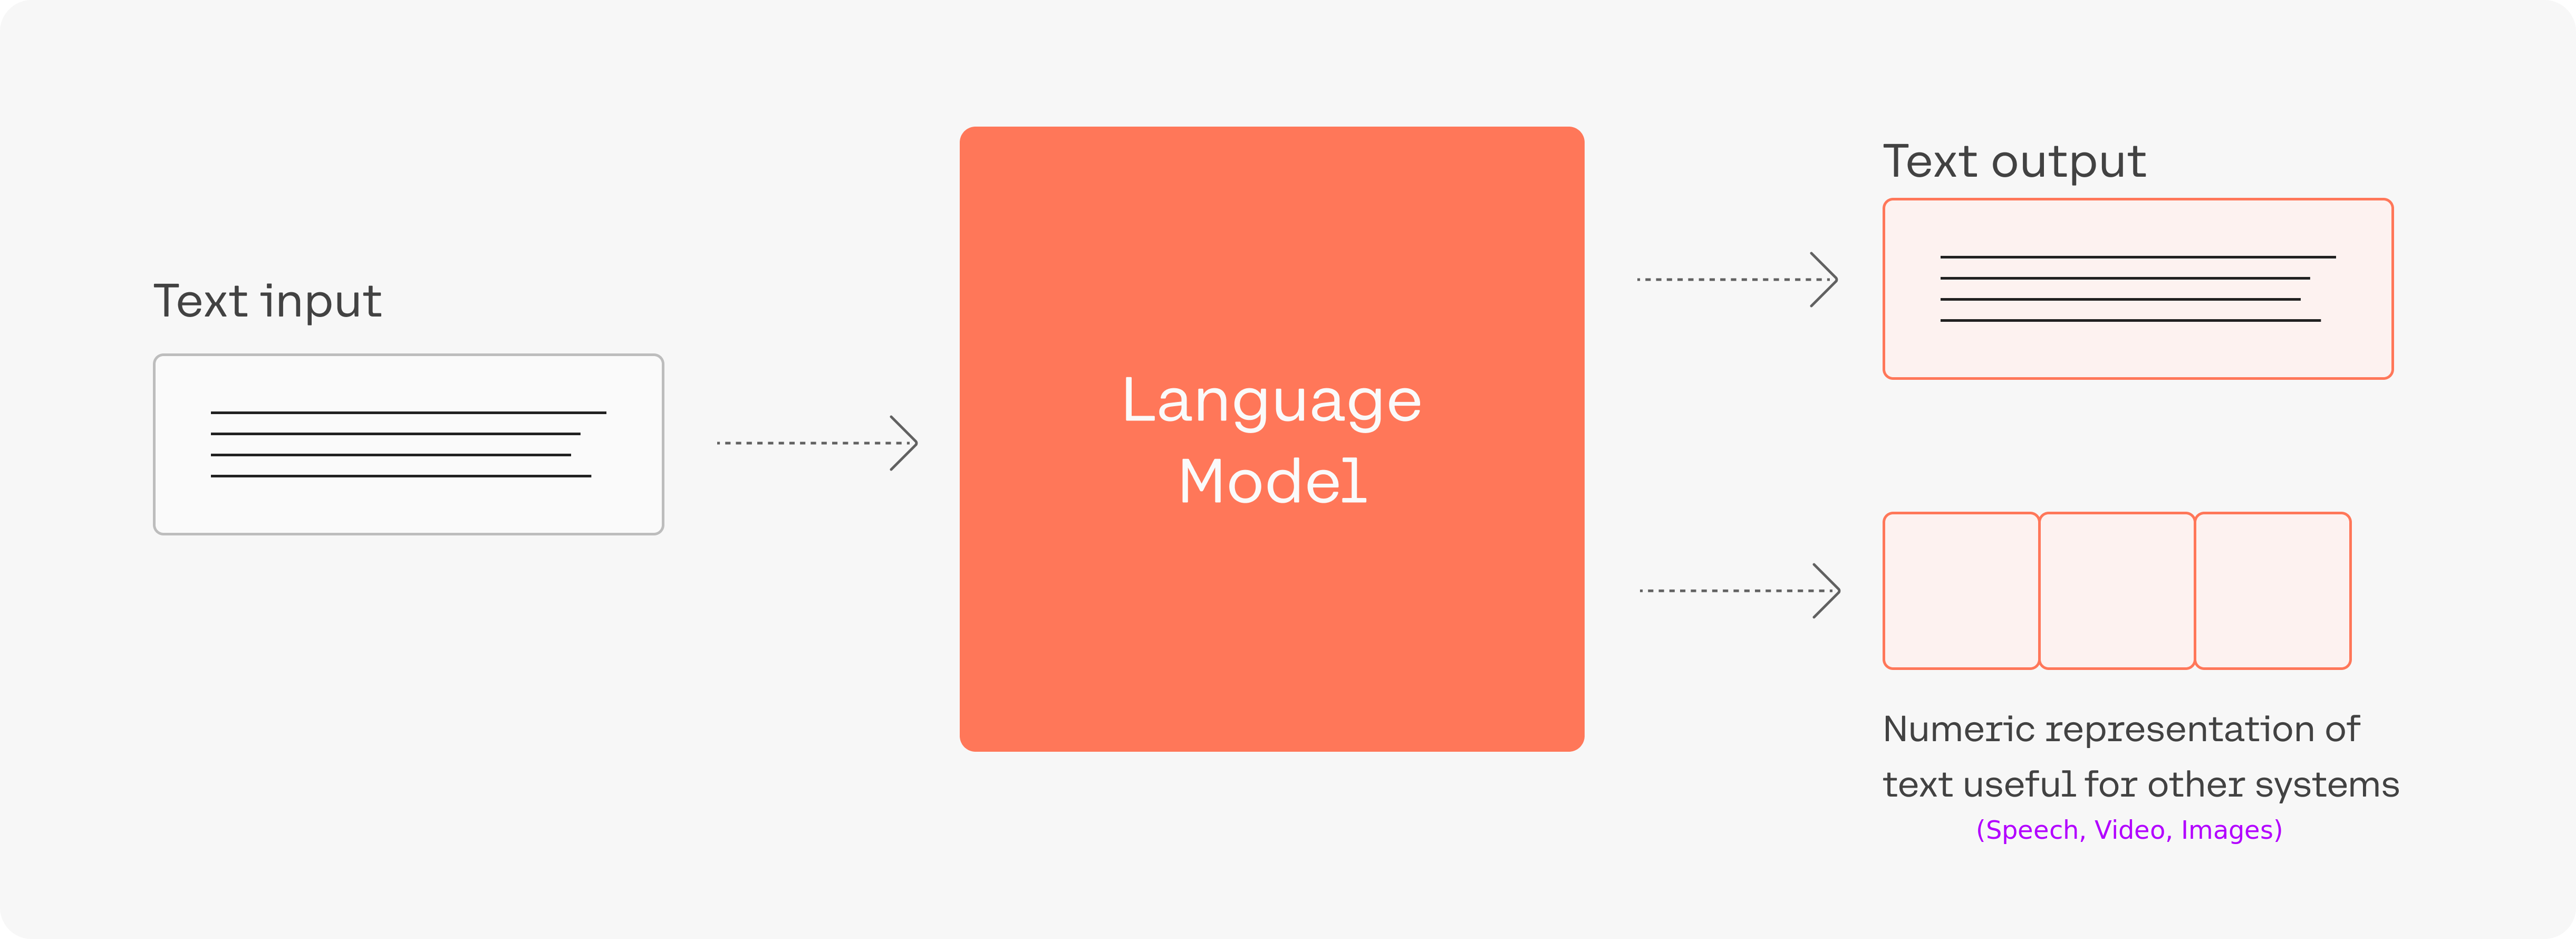 Text input
Language
Model
Text output
Numeric representation of
text useful for other systems
(Speech, Video, Images)